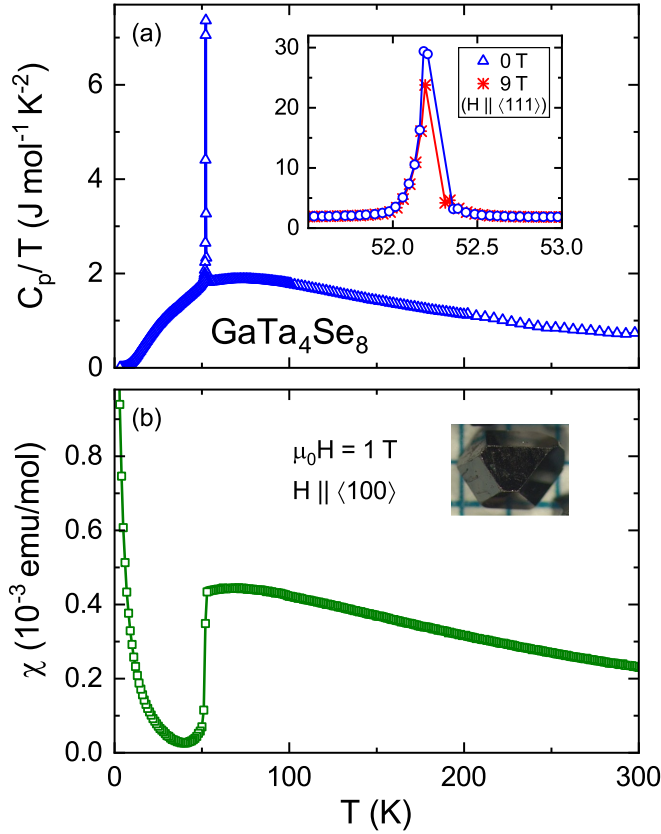 (a)
C_p/ T (J mol⁻¹ K⁻²)
6
4
2
0
30
20
10
0
52.0
52.5
53.0
0 T
9 T
(H || ⟨111⟩)
GaTa₄Se₈
(b)
χ (10⁻³ emu/mol)
0.8
0.6
0.4
0.2
0.0
μ₀H = 1 T
H || ⟨100⟩
0
100
200
300
T (K)